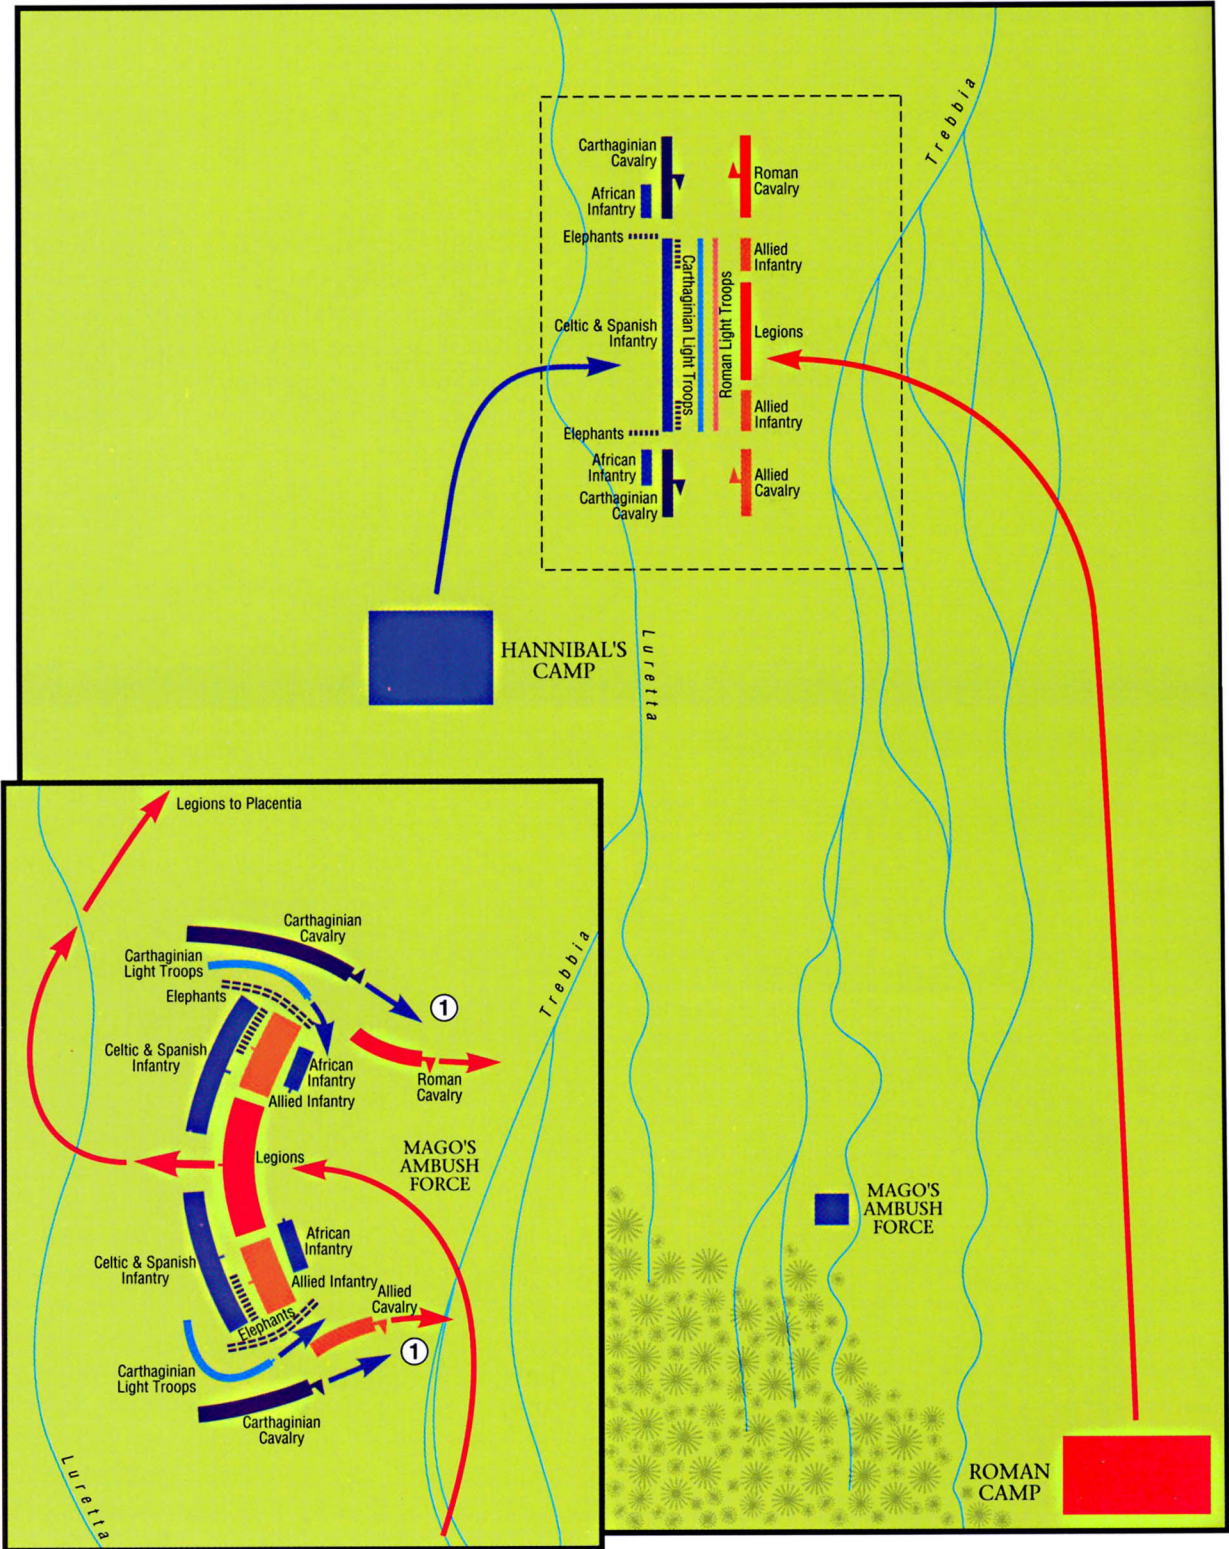 Trebbia
Carthaginian
Cavalry
Roman
Cavalry
African
Infantry
Elephants
Allied
Infantry
Carthaginian Light Troops
Roman Light Troops
Celtic & Spanish
Infantry
Legions
Allied
Infantry
Elephants
African
Infantry
Allied
Cavalry
Carthaginian
Cavalry
HANNIBAL'S
CAMP
Luretta
MAGO'S
AMBUSH
FORCE
ROMAN
CAMP
Legions to Placentia
Carthaginian
Cavalry
Carthaginian
Light Troops
Trebbia
Elephants
1
Celtic & Spanish
Infantry
African
Infantry
Roman
Cavalry
Allied Infantry
Legions
MAGO'S
AMBUSH
FORCE
African
Infantry
Celtic & Spanish
Infantry
Allied Infantry
Allied
Cavalry
Elephants
1
Carthaginian
Light Troops
Carthaginian
Cavalry
Luretta